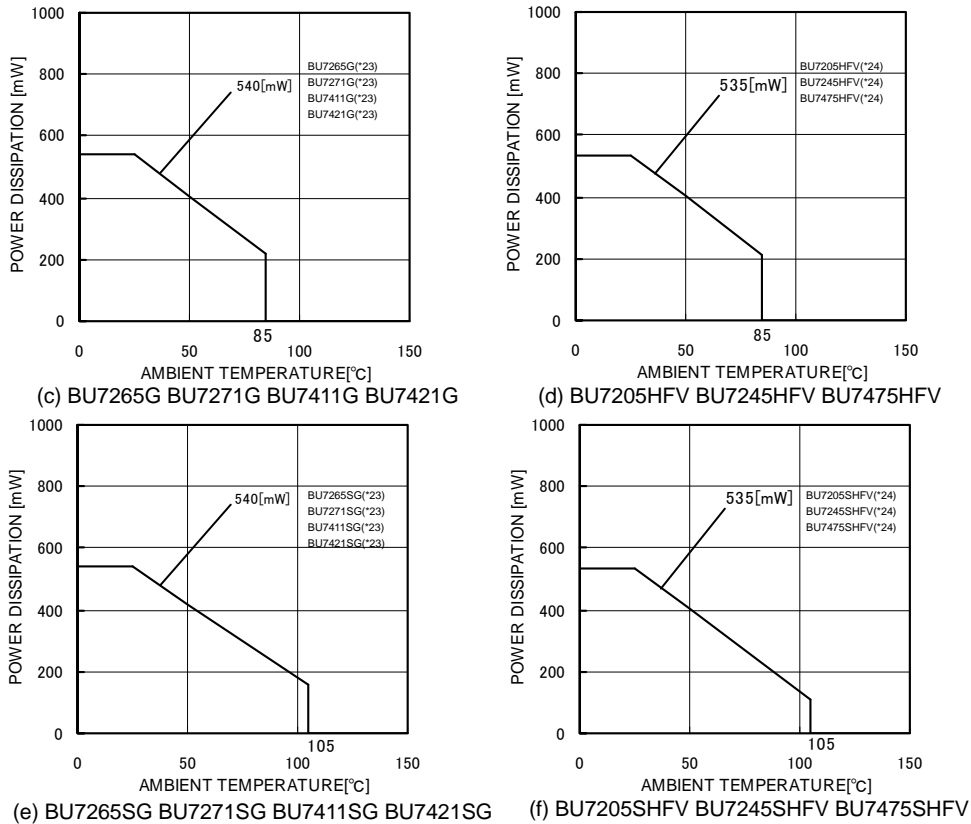 1000
800
600
400
200
0
POWER DISSIPATION [mW]
540[mW]
BU7265G(*23)
BU7271G(*23)
BU7411G(*23)
BU7421G(*23)
85
0 50 100 150
AMBIENT TEMPERATURE[°C]
(c) BU7265G BU7271G BU7411G BU7421G
1000
800
600
400
200
0
POWER DISSIPATION [mW]
535[mW]
BU7205HFV(*24)
BU7245HFV(*24)
BU7475HFV(*24)
85
0 50 100 150
AMBIENT TEMPERATURE[°C]
(d) BU7205HFV BU7245HFV BU7475HFV
1000
800
600
400
200
0
POWER DISSIPATION [mW]
540[mW]
BU7265SG(*23)
BU7271SG(*23)
BU7411SG(*23)
BU7421SG(*23)
105
0 50 100 150
AMBIENT TEMPERATURE[°C]
(e) BU7265SG BU7271SG BU7411SG BU7421SG
1000
800
600
400
200
0
POWER DISSIPATION [mW]
535[mW]
BU7205SHFV(*24)
BU7245SHFV(*24)
BU7475SHFV(*24)
105
0 50 100 150
AMBIENT TEMPERATURE[°C]
(f) BU7205SHFV BU7245SHFV BU7475SHFV